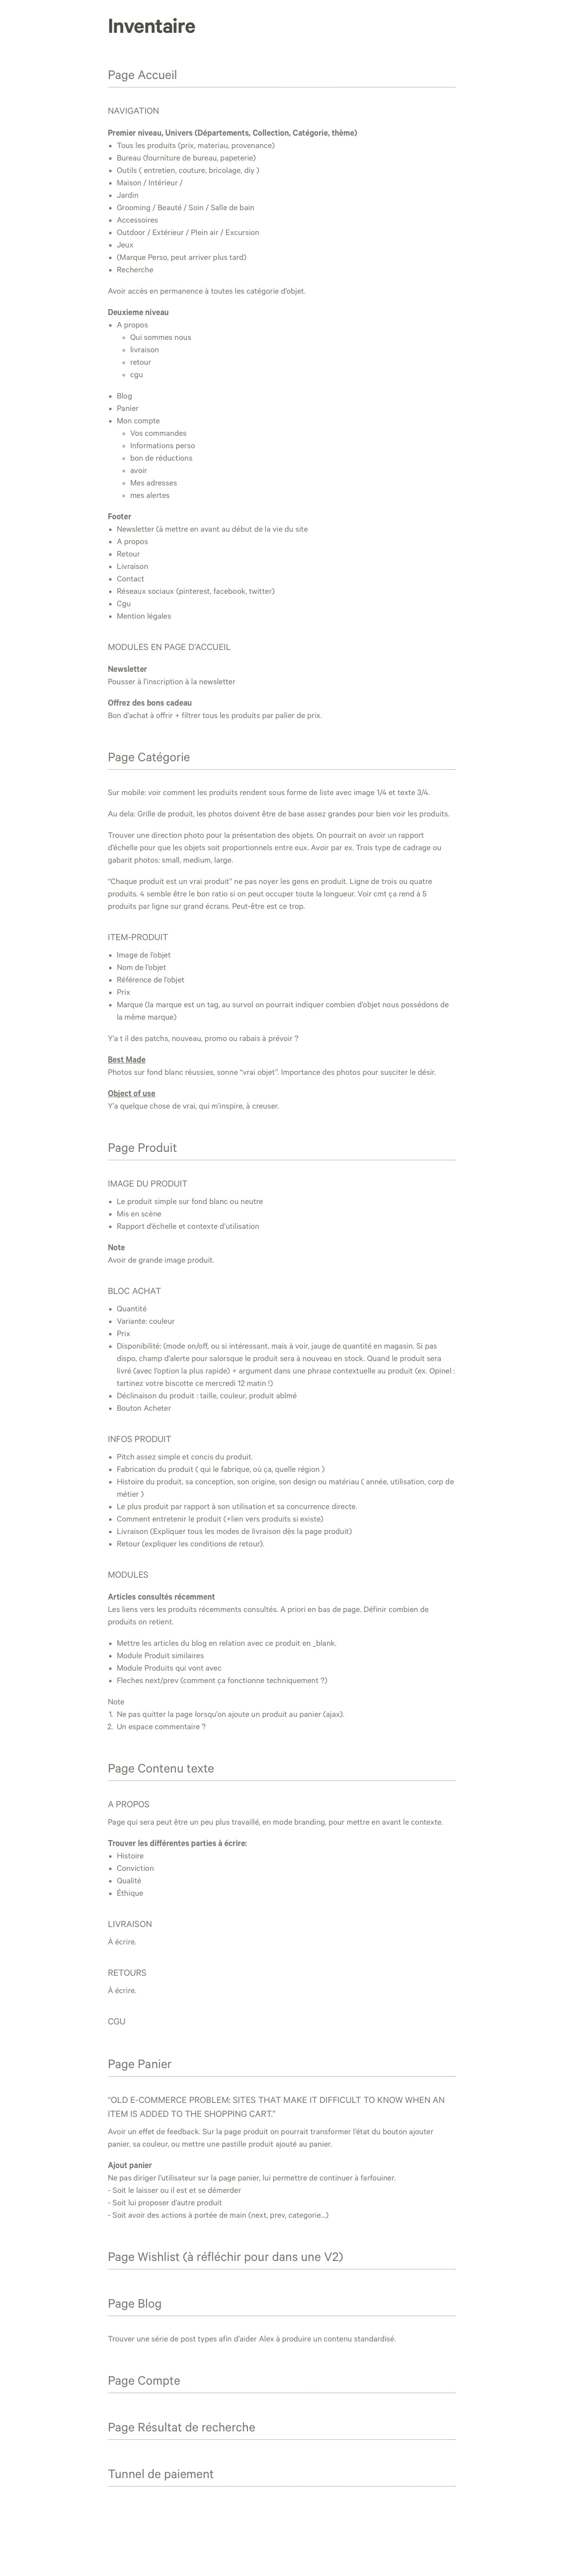 Inventaire
Page Accueil
NAVIGATION
Premier niveau, Univers (Départements, Collection, Catégorie, thème)
• Tous les produits (prix, materiau, provenance)
• Bureau (fourniture de bureau, papeterie)
• Outils ( entretien, couture, bricolage, diy )
• Maison / Intérieur /
• Jardin
• Grooming / Beauté / Soin / Salle de bain
• Accessoires
• Outdoor / Extérieur / Plein air / Excursion
• Jeux
• (Marque Perso, peut arriver plus tard)
• Recherche
Avoir accès en permanence à toutes les catégorie d'objet.
Deuxieme niveau
• A propos
◦ Qui sommes nous
◦ livraison
◦ retour
◦ cgu
• Blog
• Panier
• Mon compte
◦ Vos commandes
◦ Informations perso
◦ bon de réductions
◦ avoir
◦ Mes adresses
◦ mes alertes
Footer
• Newsletter (à mettre en avant au début de la vie du site
• A propos
• Retour
• Livraison
• Contact
• Réseaux sociaux (pinterest, facebook, twitter)
• Cgu
• Mention légales
MODULES EN PAGE D'ACCUEIL
Newsletter
Pousser à l'inscription à la newsletter
Offrez des bons cadeau
Bon d'achat à offrir + filtrer tous les produits par palier de prix.
Page Catégorie
Sur mobile: voir comment les produits rendent sous forme de liste avec image 1/4 et texte 3/4.
Au dela: Grille de produit, les photos doivent être de base assez grandes pour bien voir les produits.
Trouver une direction photo pour la présentation des objets. On pourrait on avoir un rapport
d'échelle pour que les objets soit proportionnels entre eux. Avoir par ex. Trois type de cadrage ou
gabarit photos: small, medium, large.
“Chaque produit est un vrai produit” ne pas noyer les gens en produit. Ligne de trois ou quatre
produits. 4 semble être le bon ratio si on peut occuper toute la longueur. Voir cmt ça rend à 5
produits par ligne sur grand écrans. Peut-être est ce trop.
ITEM-PRODUIT
• Image de l'objet
• Nom de l'objet
• Référence de l'objet
• Prix
• Marque (la marque est un tag, au survol on pourrait indiquer combien d'objet nous possédons de
la même marque)
Y'a t il des patchs, nouveau, promo ou rabais à prévoir ?
Best Made
Photos sur fond blanc réussies, sonne “vrai objet”. Importance des photos pour susciter le désir.
Object of use
Y'a quelque chose de vrai, qui m'inspire, à creuser.
Page Produit
IMAGE DU PRODUIT
• Le produit simple sur fond blanc ou neutre
• Mis en scène
• Rapport d'échelle et contexte d'utilisation
Note
Avoir de grande image produit.
BLOC ACHAT
• Quantité
• Variante: couleur
• Prix
• Disponibilité: (mode on/off, ou si intéressant, mais à voir, jauge de quantité en magasin. Si pas
dispo, champ d'alerte pour salorsque le produit sera à nouveau en stock. Quand le produit sera
livré (avec l'option la plus rapide) + argument dans une phrase contextuelle au produit (ex. Opinel :
tartinez votre biscotte ce mercredi 12 matin !)
• Déclinaison du produit : taille, couleur, produit abîmé
• Bouton Acheter
INFOS PRODUIT
• Pitch assez simple et concis du produit.
• Fabrication du produit ( qui le fabrique, où ça, quelle région )
• Histoire du produit, sa conception, son origine, son design ou matériau ( année, utilisation, corp de
métier )
• Le plus produit par rapport à son utilisation et sa concurrence directe.
• Comment entretenir le produit (+lien vers produits si existe)
• Livraison (Expliquer tous les modes de livraison dès la page produit)
• Retour (expliquer les conditions de retour).
MODULES
Articles consultés récemment
Les liens vers les produits récemments consultés. A priori en bas de page. Définir combien de
produits on retient.
• Mettre les articles du blog en relation avec ce produit en _blank.
• Module Produit similaires
• Module Produits qui vont avec
• Fleches next/prev (comment ça fonctionne techniquement ?)
Note
1. Ne pas quitter la page lorsqu'on ajoute un produit au panier (ajax).
2. Un espace commentaire ?
Page Contenu texte
A PROPOS
Page qui sera peut être un peu plus travaillé, en mode branding, pour mettre en avant le contexte.
Trouver les différentes parties à écrire:
• Histoire
• Conviction
• Qualité
• Éthique
LIVRAISON
À écrire.
RETOURS
À écrire.
CGU
Page Panier
“OLD E-COMMERCE PROBLEM: SITES THAT MAKE IT DIFFICULT TO KNOW WHEN AN
ITEM IS ADDED TO THE SHOPPING CART.”
Avoir un effet de feedback. Sur la page produit on pourrait transformer l'état du bouton ajouter
panier, sa couleur, ou mettre une pastille produit ajouté au panier.
Ajout panier
Ne pas diriger l'utilisateur sur la page panier, lui permettre de continuer à farfouiner.
- Soit le laisser ou il est et se démerder
- Soit lui proposer d'autre produit
- Soit avoir des actions à portée de main (next, prev, categorie...)
Page Wishlist (à réfléchir pour dans une V2)
Page Blog
Trouver une série de post types afin d'aider Alex à produire un contenu standardisé.
Page Compte
Page Résultat de recherche
Tunnel de paiement